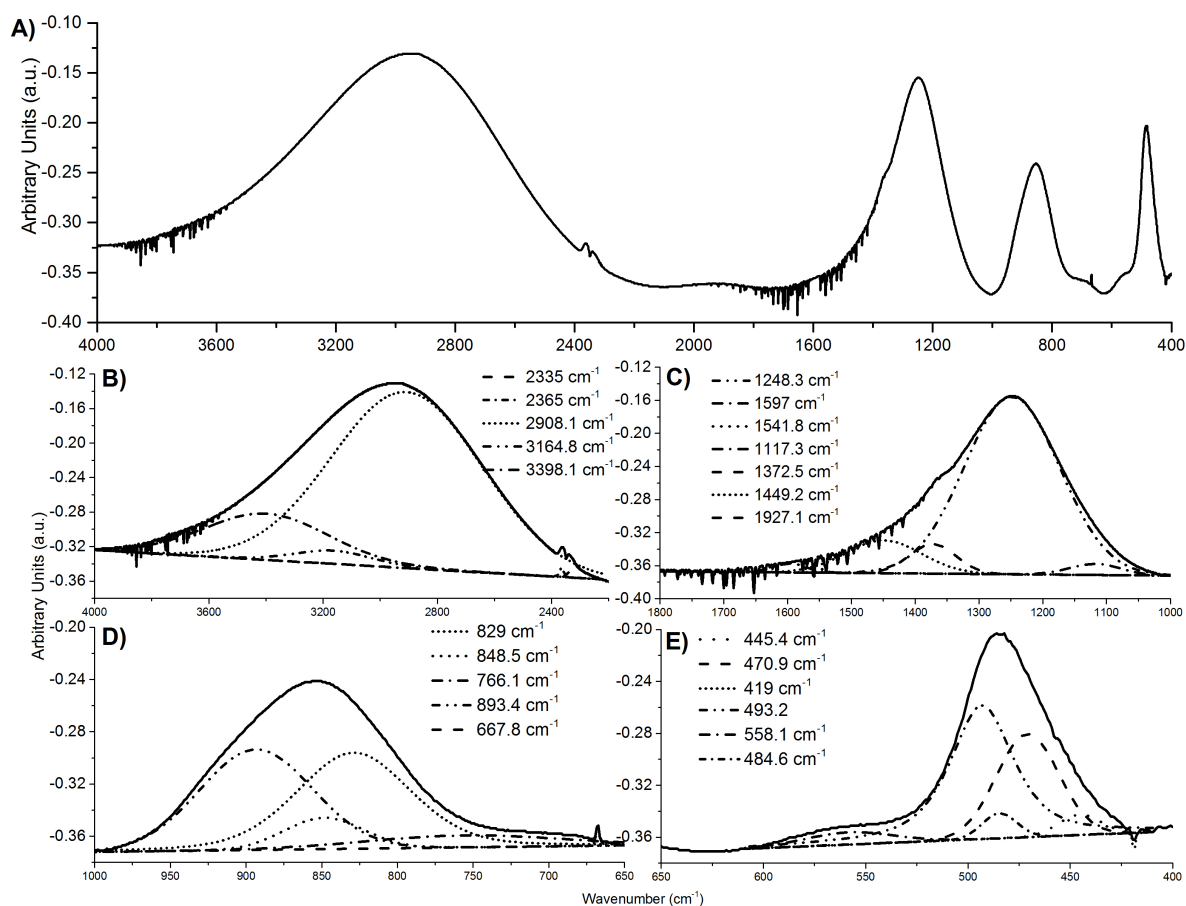 A)
Arbitrary Units (a.u.)
-0.10
-0.15
-0.20
-0.25
-0.30
-0.35
-0.40
4000 3600 3200 2800 2400 2000 1600 1200 800 400
B)
-0.12
-0.16
-0.20
-0.24
-0.28
-0.32
-0.36
2335 cm⁻¹
2365 cm⁻¹
2908.1 cm⁻¹
3164.8 cm⁻¹
3398.1 cm⁻¹
4000 3600 3200 2800 2400
C)
-0.12
-0.16
-0.20
-0.24
-0.28
-0.32
-0.36
-0.40
1248.3 cm⁻¹
1597 cm⁻¹
1541.8 cm⁻¹
1117.3 cm⁻¹
1372.5 cm⁻¹
1449.2 cm⁻¹
1927.1 cm⁻¹
1800 1700 1600 1500 1400 1300 1200 1100 1000
Arbitrary Units (a.u.)
D)
-0.20
-0.24
-0.28
-0.32
-0.36
829 cm⁻¹
848.5 cm⁻¹
766.1 cm⁻¹
893.4 cm⁻¹
667.8 cm⁻¹
1000 950 900 850 800 750 700 650
E)
-0.20
-0.24
-0.28
-0.32
-0.36
445.4 cm⁻¹
470.9 cm⁻¹
419 cm⁻¹
493.2
558.1 cm⁻¹
484.6 cm⁻¹
650 600 550 500 450 400
Wavenumber (cm⁻¹)